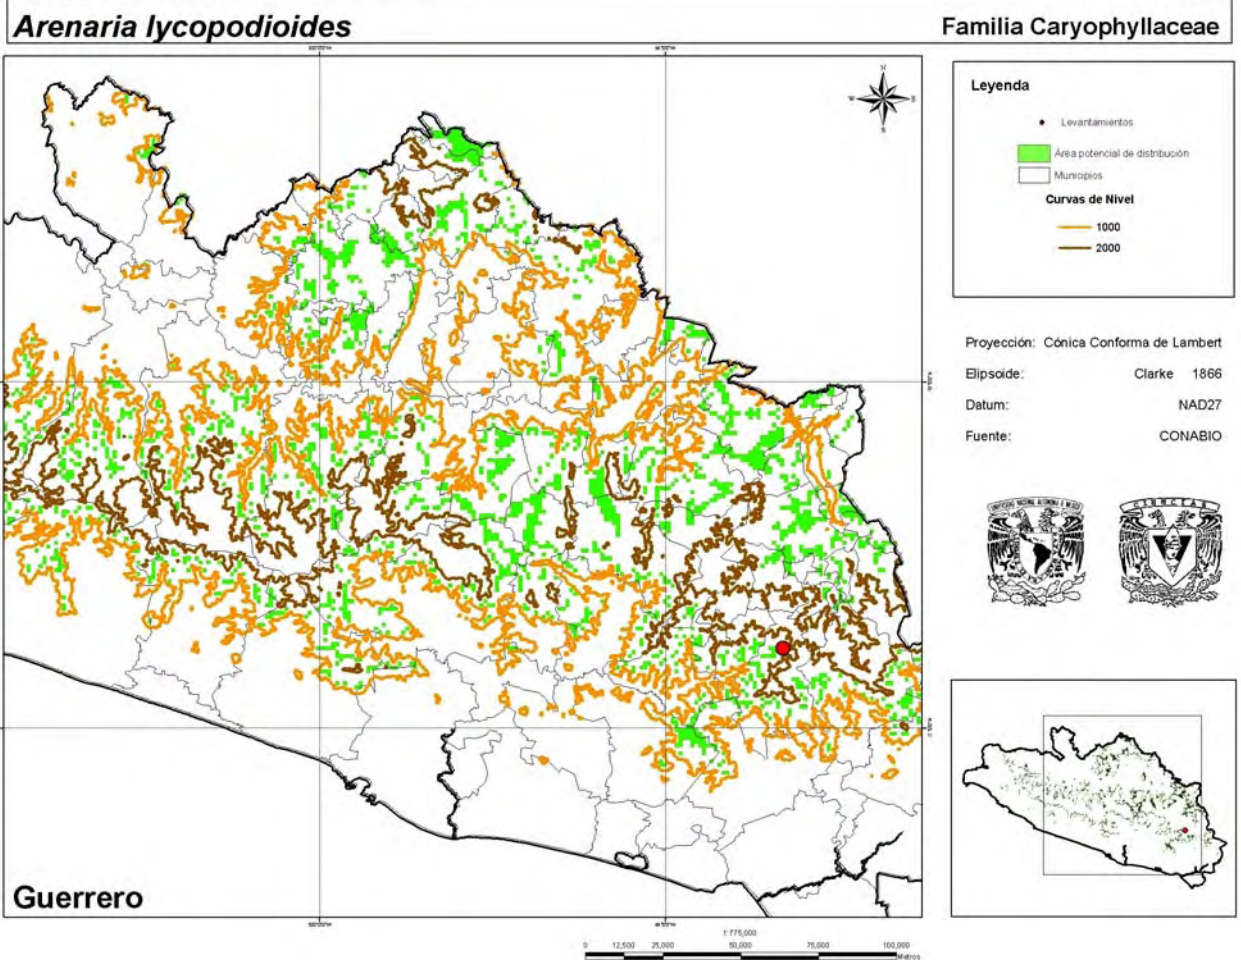 Arenaria lycopodioides
Familia Caryophyllaceae
Leyenda
Levantamientos
Área potencial de distribución
Municipios
Curvas de Nivel
1000
2000
Proyección: Cónica Conforma de Lambert
Elipsoide: Clarke 1866
Datum: NAD27
Fuente: CONABIO
Guerrero
1:775,000
0 12,500 25,000 50,000 75,000 100,000
Metros